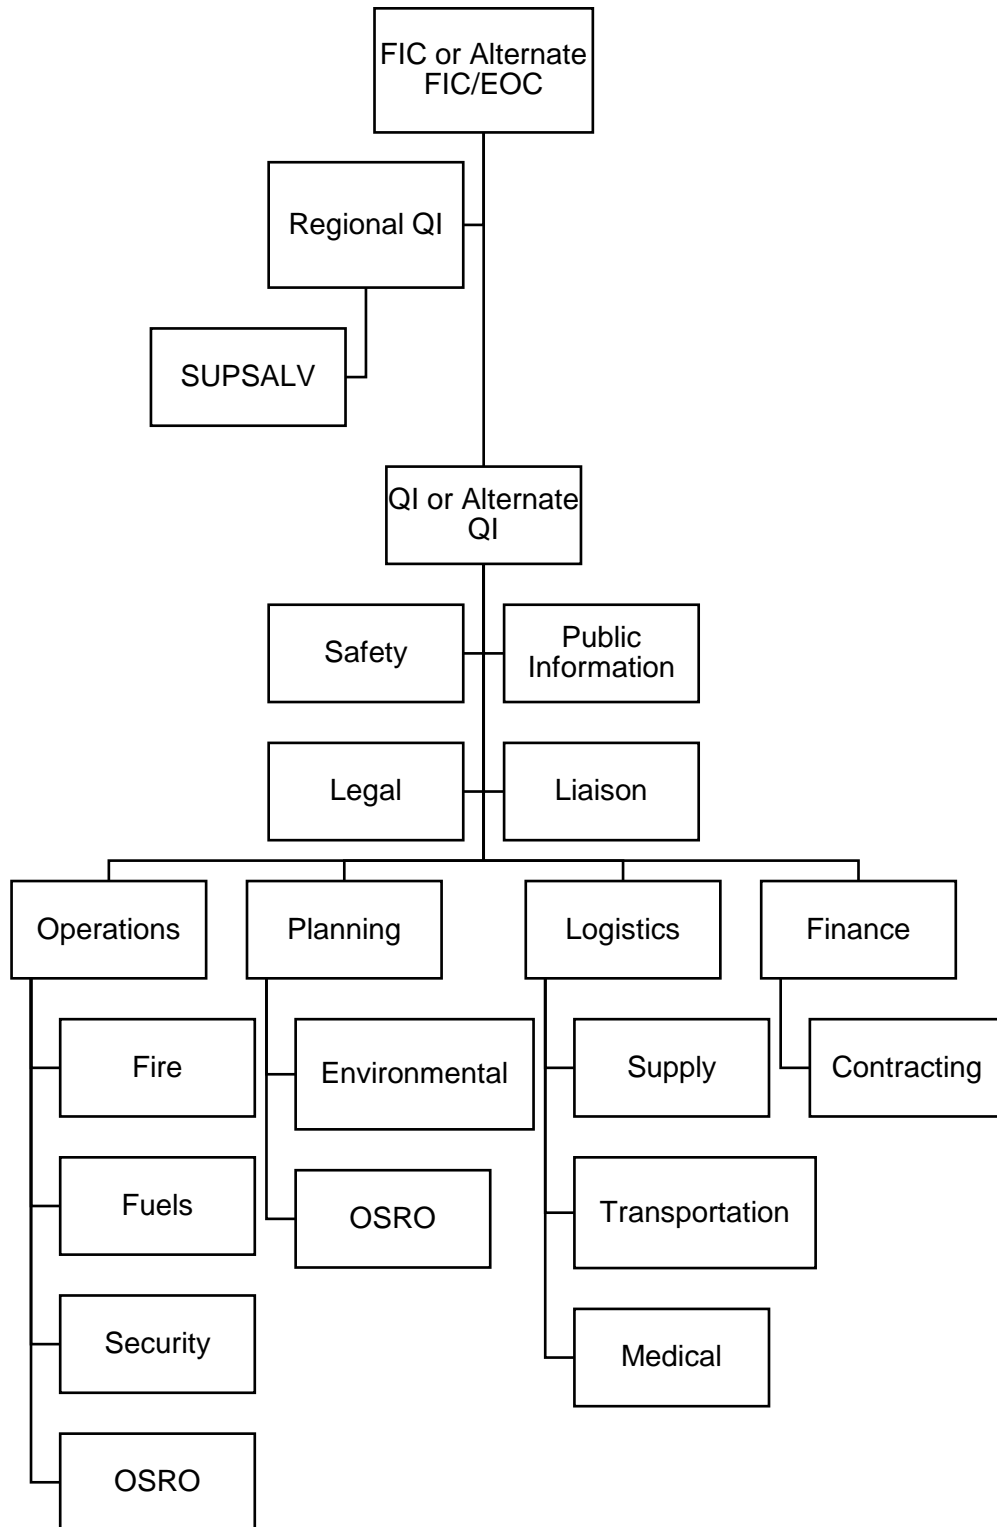 FIC or Alternate
FIC/EOC
Regional QI
SUPSALV
QI or Alternate
QI
Safety
Public
Information
Legal
Liaison
Operations
Planning
Logistics
Finance
Fire
Environmental
Supply
Contracting
Fuels
OSRO
Transportation
Security
Medical
OSRO